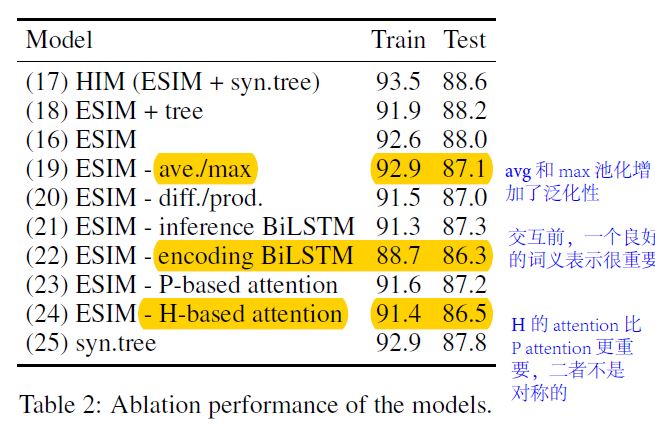 Model Train Test
(17) HIM (ESIM + syn.tree) 93.5 88.6
(18) ESIM + tree 91.9 88.2
(16) ESIM 92.6 88.0
(19) ESIM - ave./max 92.9 87.1
(20) ESIM - diff./prod. 91.5 87.0
(21) ESIM - inference BiLSTM 91.3 87.3
(22) ESIM - encoding BiLSTM 88.7 86.3
(23) ESIM - P-based attention 91.6 87.2
(24) ESIM - H-based attention 91.4 86.5
(25) syn.tree 92.9 87.8
avg 和 max 池化增
加了泛化性
交互前，一个良好
的词义表示很重要
H 的 attention 比
P attention 更重
要，二者不是
对称的
Table 2: Ablation performance of the models.